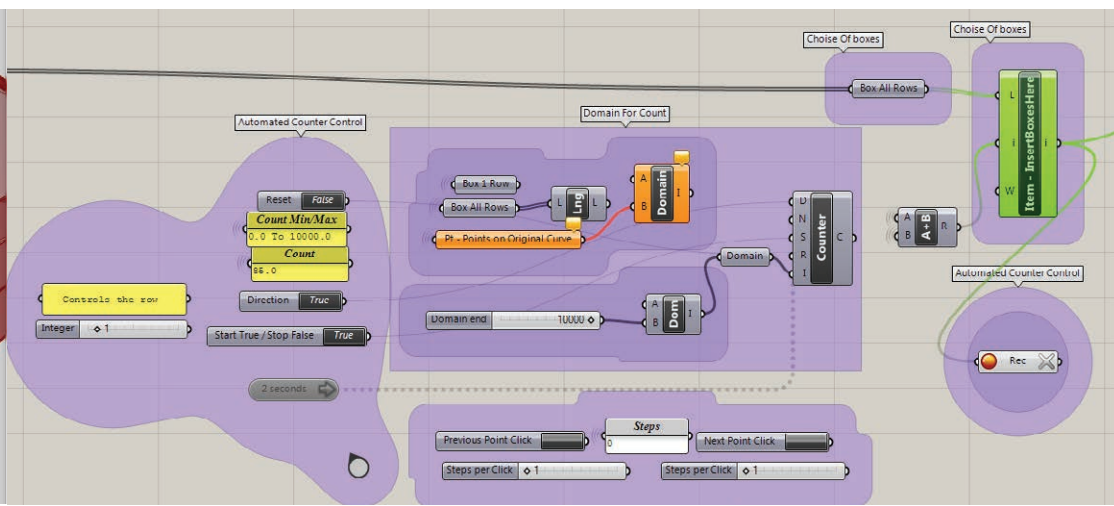 Choise Of boxes
Choise Of boxes
Box All Rows
L
i
W
Item - InsertBoxesHere
i
Automated Counter Control
Reset False
Count Min/Max
0.0 To 10000.0
Count
86.0
Direction True
Start True / Stop False True
2 seconds
Controls the row
Integer 1
Domain For Count
Box 1 Row
Box All Rows
L Lng L
A
B
Domain
I
Pt - Points on Original Curve
Domain end 10000
A
B
Dom
I
Domain
D
N
S
R
I
Counter
C
A
B
A+B
R
Automated Counter Control
Rec
Previous Point Click
Steps
0
Next Point Click
Steps per Click 1
Steps per Click 1